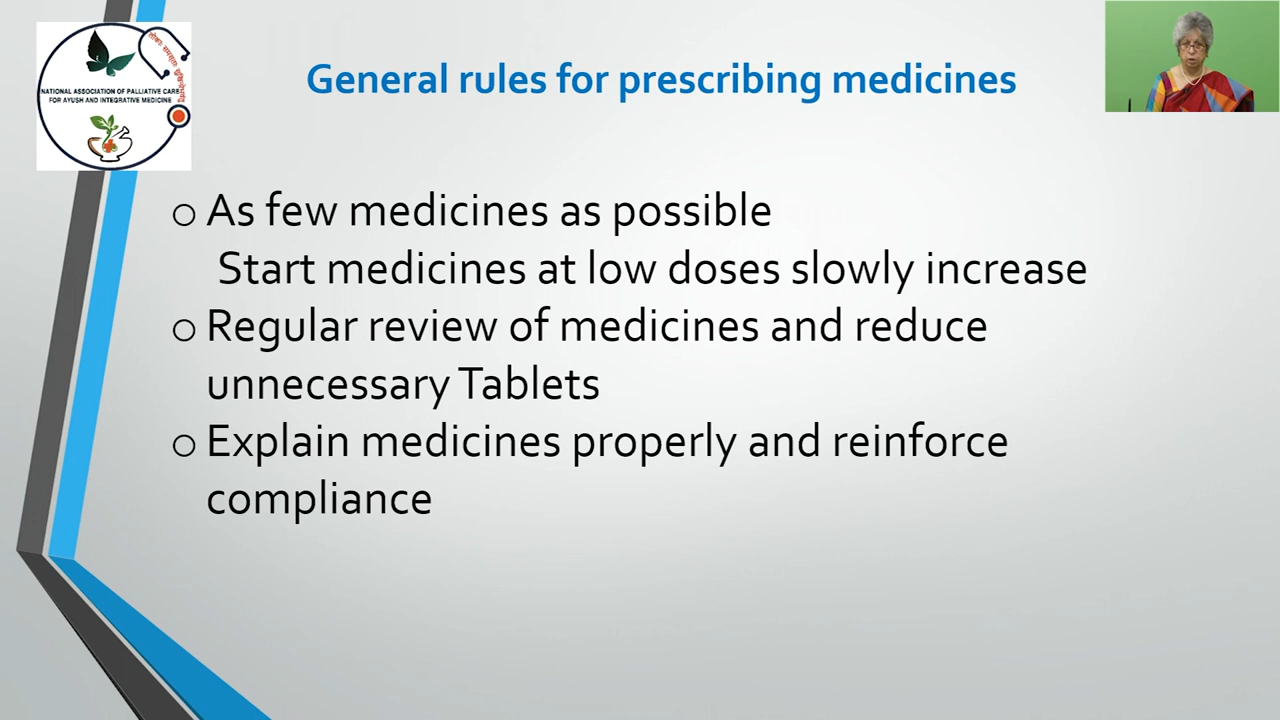 NATIONAL ASSOCIATION OF PALLIATIVE CARE
FOR AYUSH AND INTEGRATIVE MEDICINE
General rules for prescribing medicines
o As few medicines as possible
Start medicines at low doses slowly increase
o Regular review of medicines and reduce
unnecessary Tablets
o Explain medicines properly and reinforce
compliance